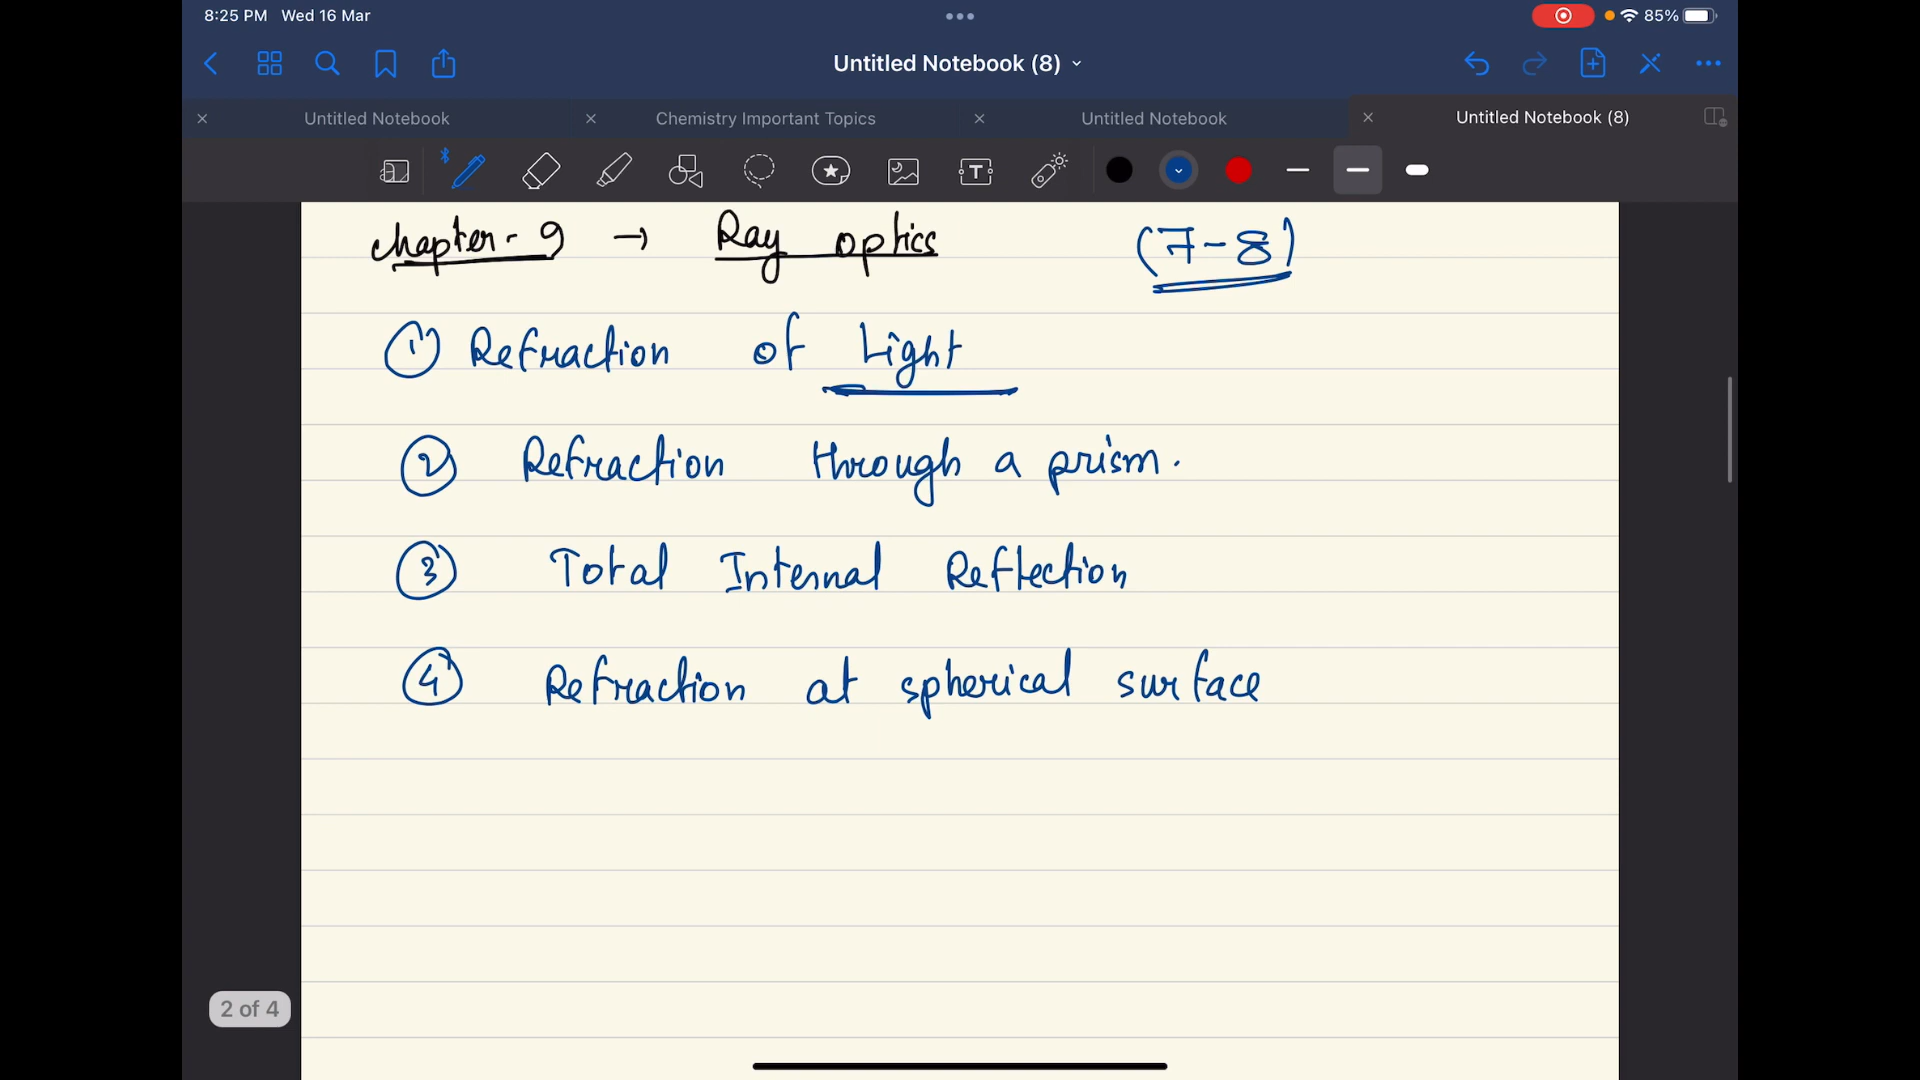 8:25 PM Wed 16 Mar 85%
Untitled Notebook (8)
Untitled Notebook Chemistry Important Topics Untitled Notebook Untitled Notebook (8)
chapter - 9 → Ray optics (7-8)
1 Refraction of Light
2 Refraction through a prism.
3 Total Internal Reflection
4 Refraction at spherical surface
2 of 4